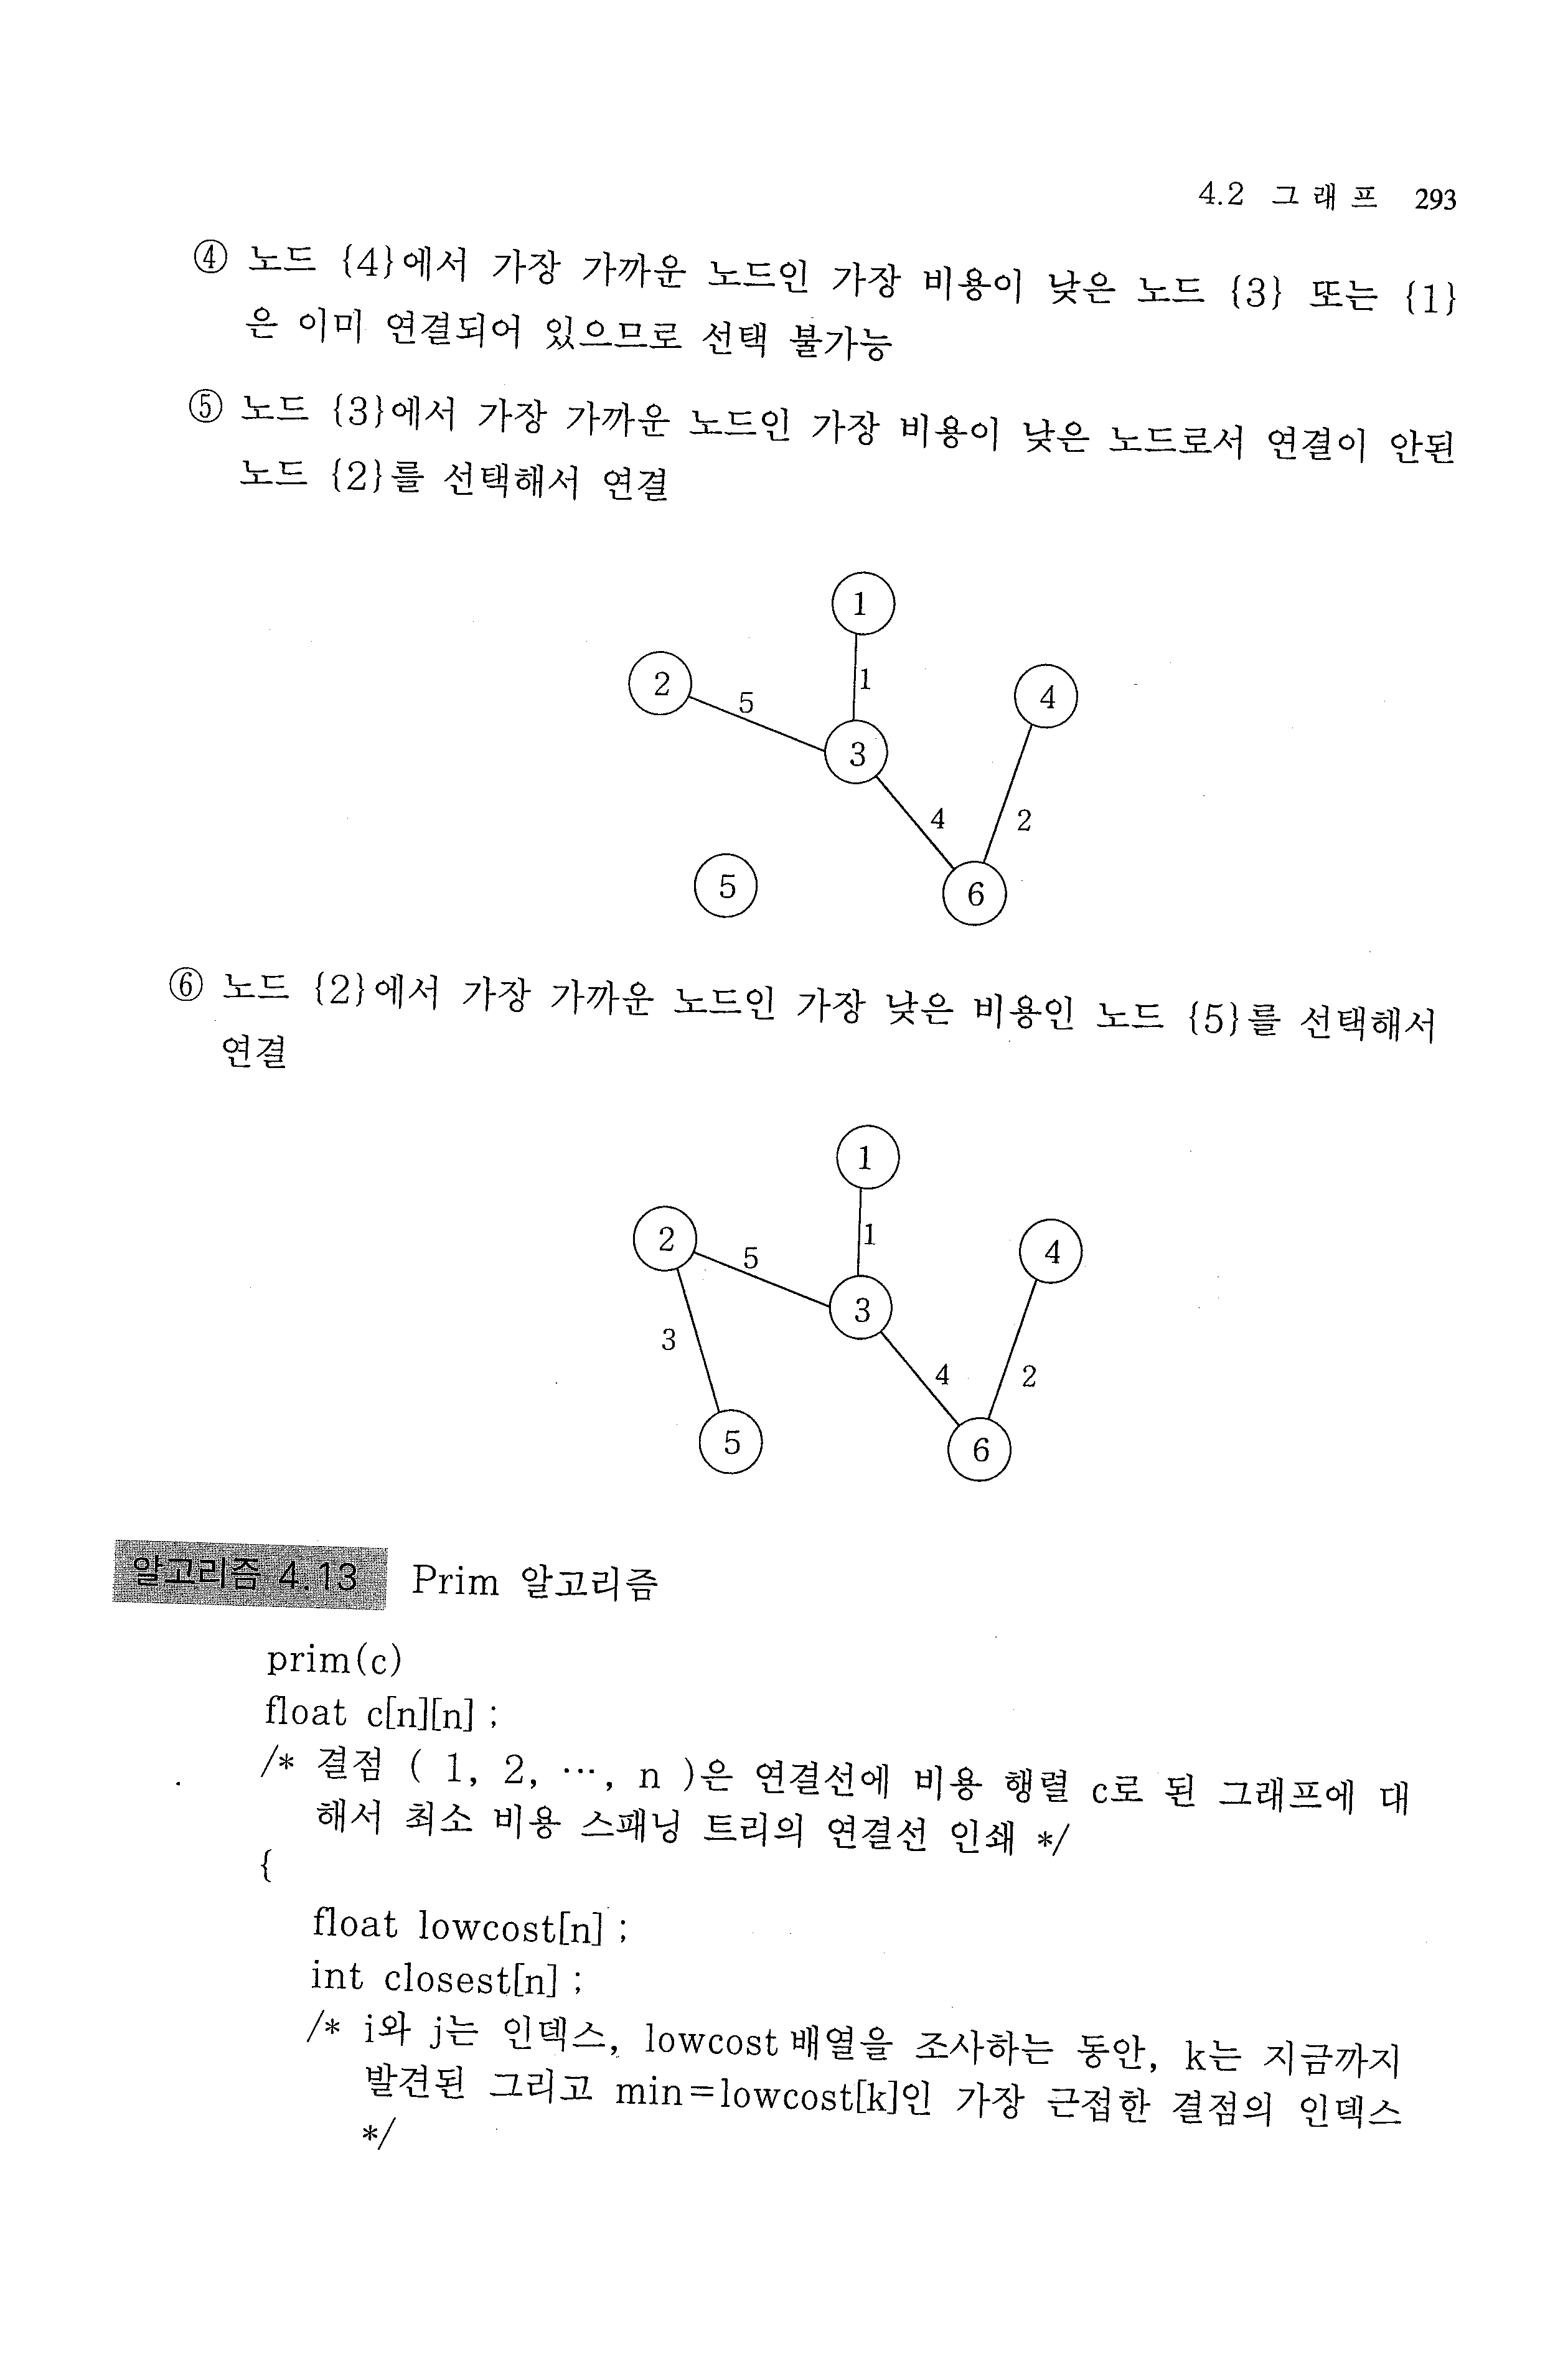 4.2 그래프 293
④ 노드 {4}에서 가장 가까운 노드인 가장 비용이 낮은 노드 {3} 또는 {1}
은 이미 연결되어 있으므로 선택 불가능
⑤ 노드 {3}에서 가장 가까운 노드인 가장 비용이 낮은 노드로서 연결이 안된
노드 {2}를 선택해서 연결
1
2
5
1
4
3
4
2
5
6
⑥ 노드 {2}에서 가장 가까운 노드인 가장 낮은 비용인 노드 {5}를 선택해서
연결
1
2
5
1
4
3
3
4
2
5
6
알고리즘 4.13 Prim 알고리즘
prim(c)
float c[n][n] ;
/* 결점 ( 1, 2, ···, n )은 연결선에 비용 행렬 c로 된 그래프에 대
해서 최소 비용 스패닝 트리의 연결선 인쇄 */
{
float lowcost[n] ;
int closest[n] ;
/* i와 j는 인덱스, lowcost 배열을 조사하는 동안, k는 지금까지
발견된 그리고 min=lowcost[k]인 가장 근접한 결점의 인덱스
*/